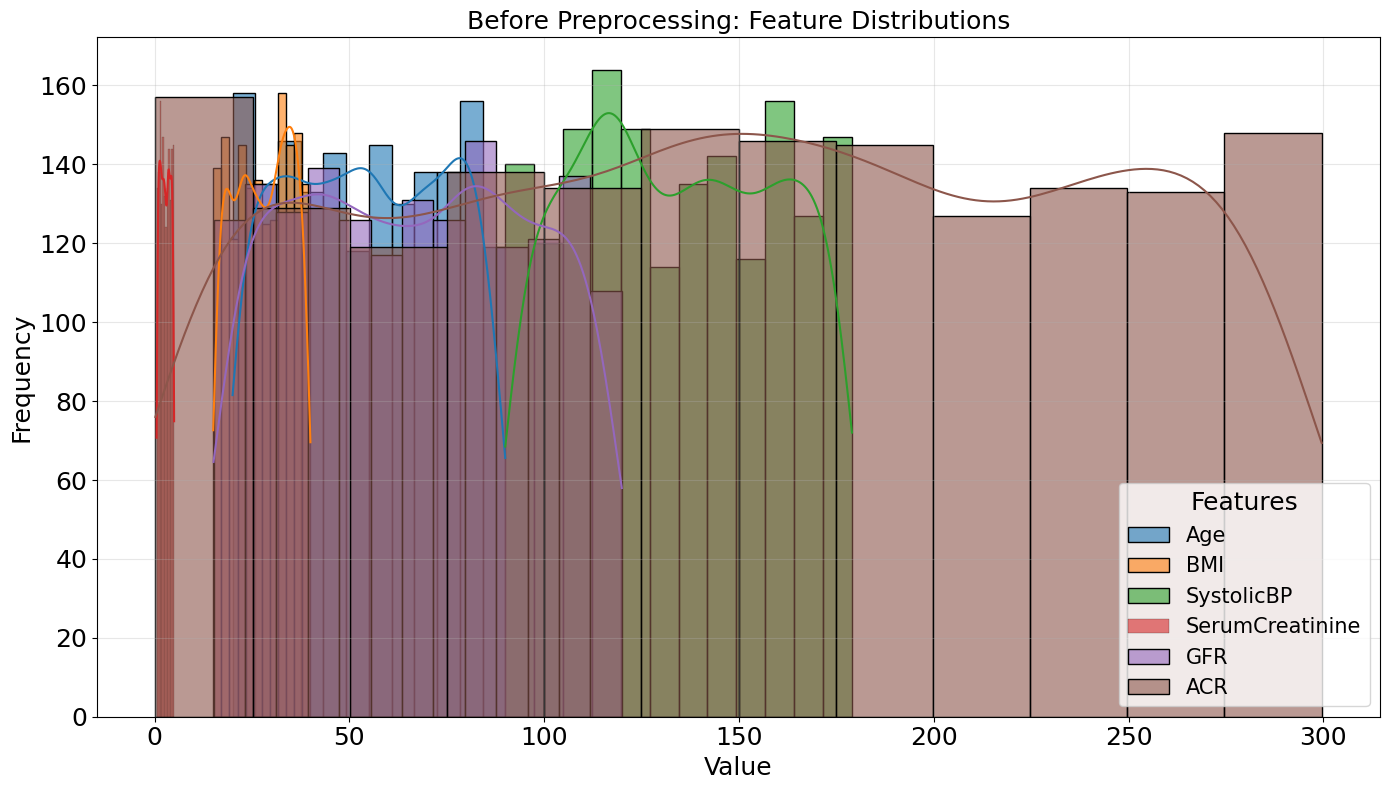 Before Preprocessing: Feature Distributions
Frequency
160
140
120
100
80
60
40
20
0
0 50 100 150 200 250 300
Value
Features
Age
BMI
SystolicBP
SerumCreatinine
GFR
ACR